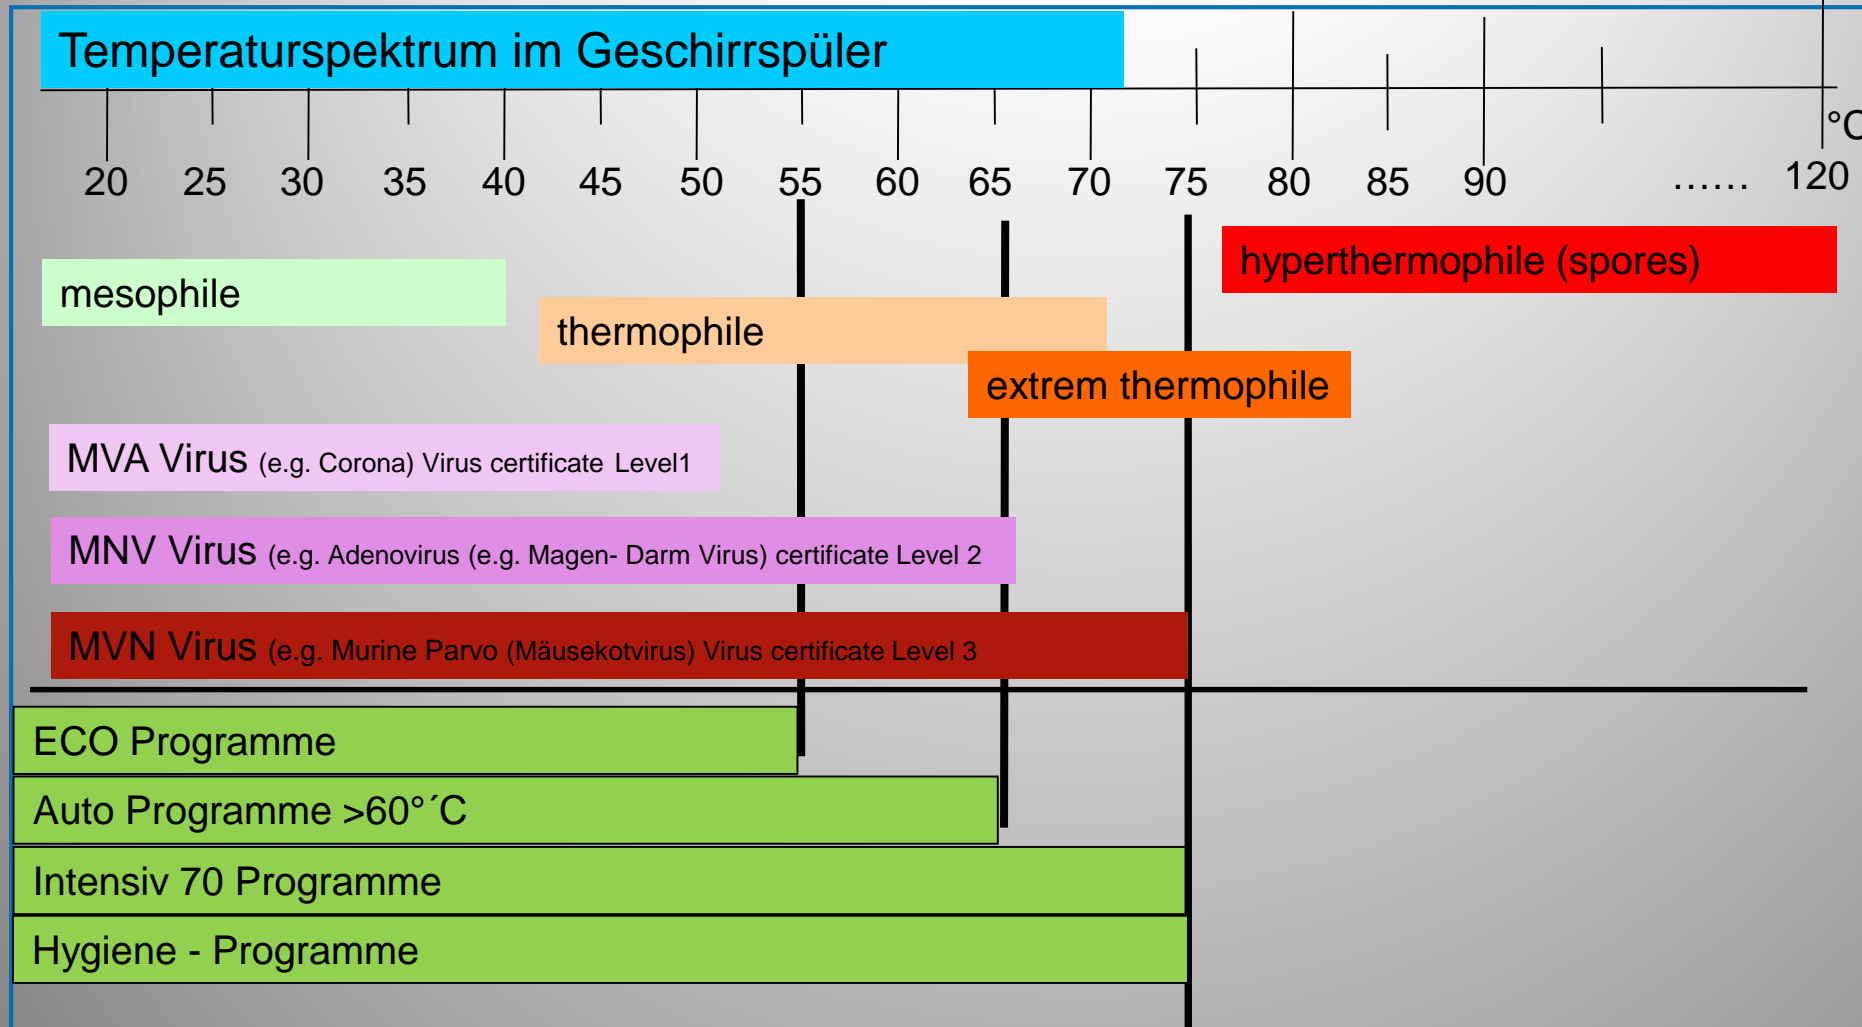 Temperaturspektrum im Geschirrspüler
°C
20 25 30 35 40 45 50 55 60 65 70 75 80 85 90 …… 120
hyperthermophile (spores)
mesophile
thermophile
extrem thermophile
MVA Virus (e.g. Corona) Virus certificate Level1
MNV Virus (e.g. Adenovirus (e.g. Magen- Darm Virus) certificate Level 2
MVN Virus (e.g. Murine Parvo (Mäusekotvirus) Virus certificate Level 3
ECO Programme
Auto Programme >60°´C
Intensiv 70 Programme
Hygiene - Programme